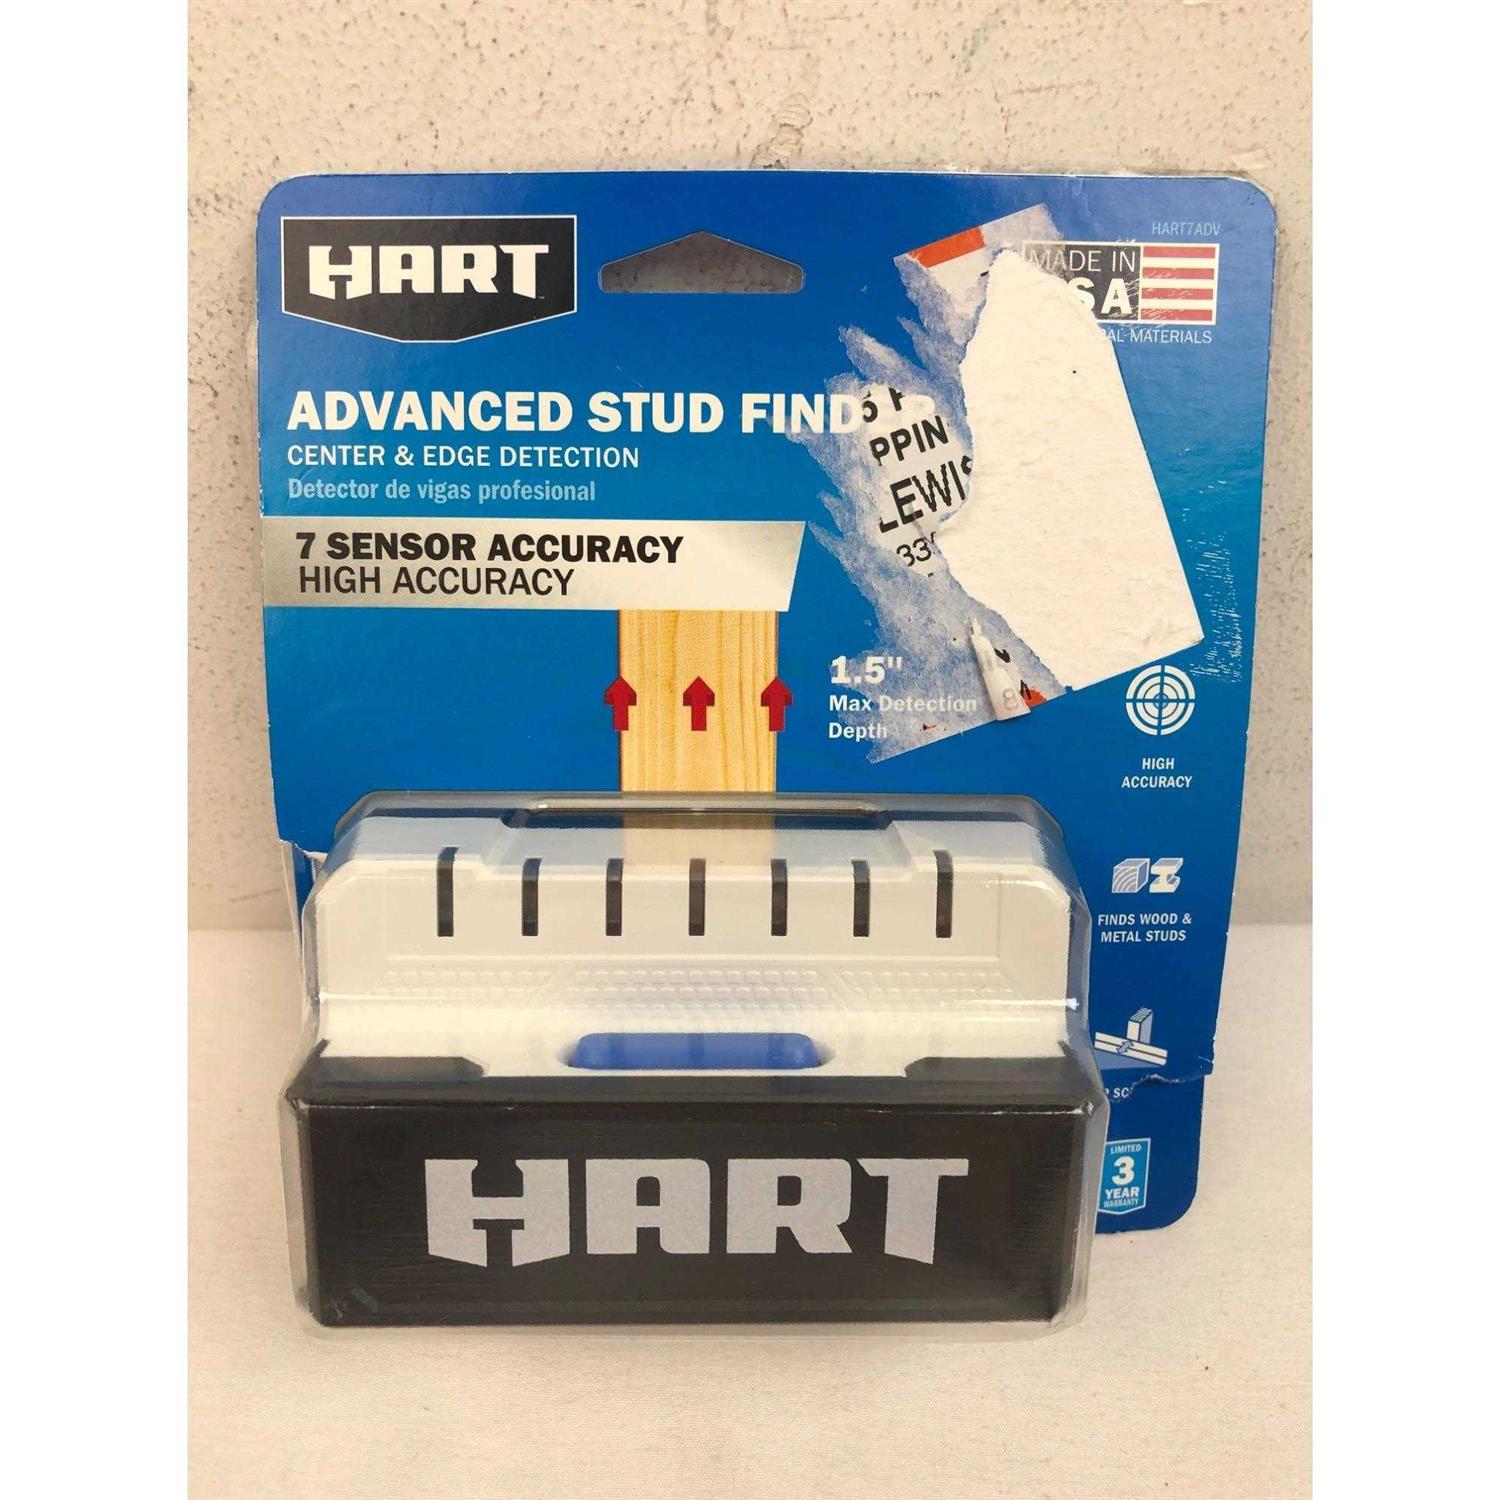 HART
HART7ADV
MADE IN
AL MATERIALS
ADVANCED STUD FINDER
CENTER & EDGE DETECTION
Detector de vigas profesional
PPIN
LEWIS
33
7 SENSOR ACCURACY
HIGH ACCURACY
1.5"
Max Detection
Depth
HIGH
ACCURACY
FINDS WOOD &
METAL STUDS
LIMITED
3
YEAR
WARRANTY
HART